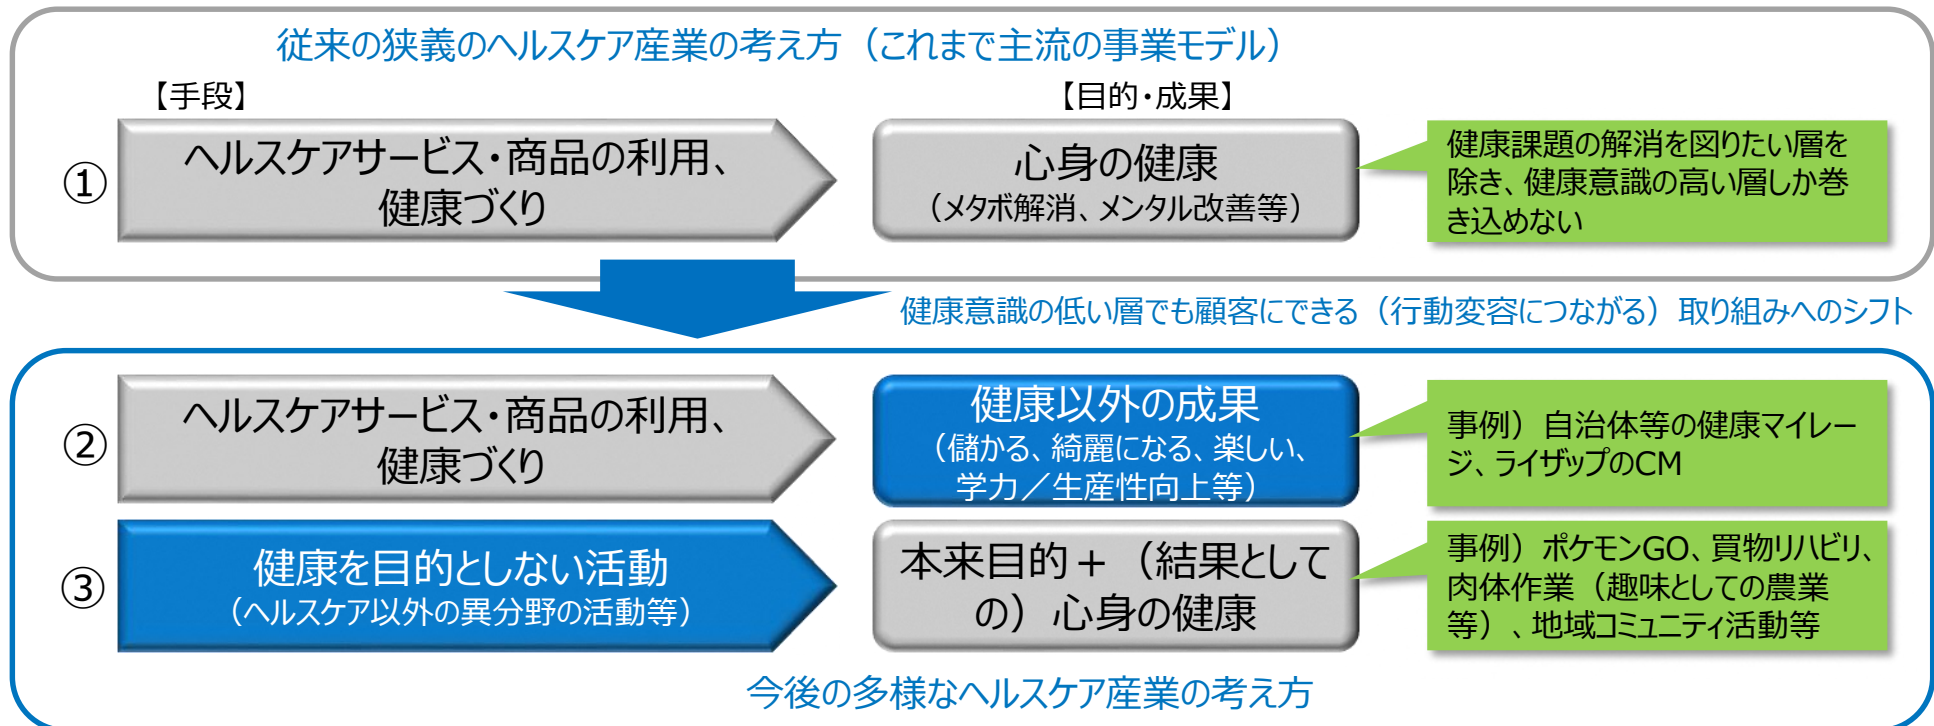 従来の狭義のヘルスケア産業の考え方（これまで主流の事業モデル）
【手段】
【目的・成果】
①
ヘルスケアサービス・商品の利用、
健康づくり
心身の健康
（メタボ解消、メンタル改善等）
健康課題の解消を図りたい層を
除き、健康意識の高い層しか巻
き込めない
健康意識の低い層でも顧客にできる（行動変容につながる）取り組みへのシフト
②
ヘルスケアサービス・商品の利用、
健康づくり
健康以外の成果
（儲かる、綺麗になる、楽しい、
学力／生産性向上等）
事例）自治体等の健康マイレー
ジ、ライザップのCM
③
健康を目的としない活動
（ヘルスケア以外の異分野の活動等）
本来目的＋（結果として
の）心身の健康
事例）ポケモンGO、買物リハビリ、
肉体作業（趣味としての農業
等）、地域コミュニティ活動等
今後の多様なヘルスケア産業の考え方